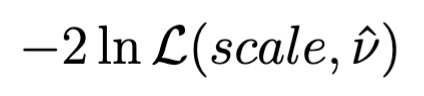 −2 ln ℒ(scale, ν̂)